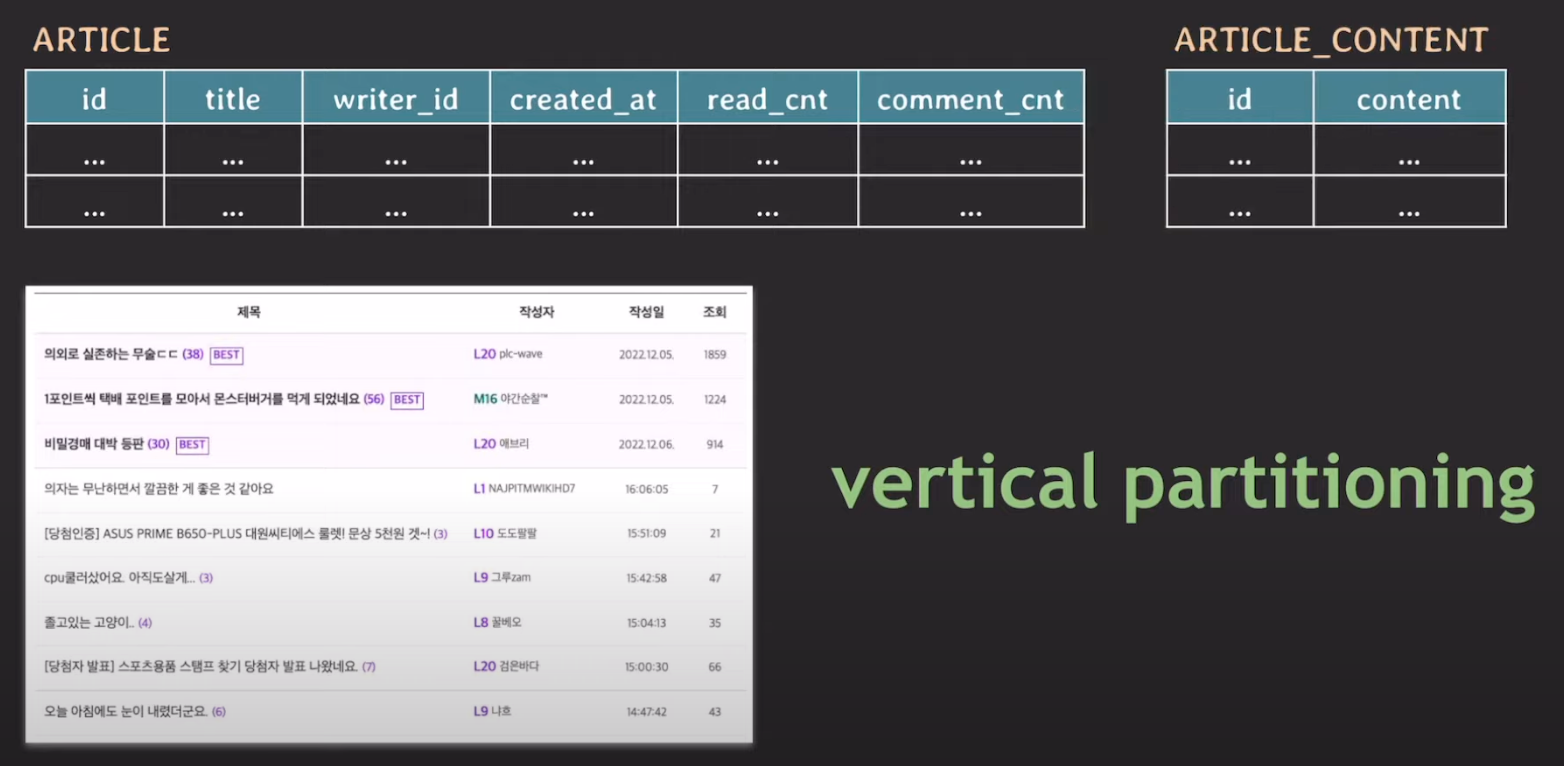 ARTICLE
id title writer_id created_at read_cnt comment_cnt
... ... ... ... ... ...
... ... ... ... ... ...
ARTICLE_CONTENT
id content
... ...
... ...
제목 작성자 작성일 조회
의외로 실존하는 무술ㄷㄷ (38) BEST L20 plc-wave 2022.12.05. 1859
1포인트씩 택배 포인트를 모아서 몬스터버거를 먹게 되었네요 (56) BEST M16 야간순찰™ 2022.12.05. 1224
비밀경매 대박 등판 (30) BEST L20 애브리 2022.12.06. 914
의자는 무난하면서 깔끔한 게 좋은 것 같아요 L1 NAJPITMWIKIHD7 16:06:05 7
[당첨인증] ASUS PRIME B650-PLUS 대원씨티에스 룰렛! 문상 5천원 겟~! (3) L10 도도팔팔 15:51:09 21
cpu쿨러샀어요. 아직도살게... (3) L9 그루zam 15:42:58 47
졸고있는 고양이.. (4) L8 꿀베오 15:04:13 35
[당첨자 발표] 스포츠용품 스탬프 찾기 당첨자 발표 나왔네요. (7) L20 검은바다 15:00:30 66
오늘 아침에도 눈이 내렸더군요. (6) L9 냐흐 14:47:42 43
vertical partitioning